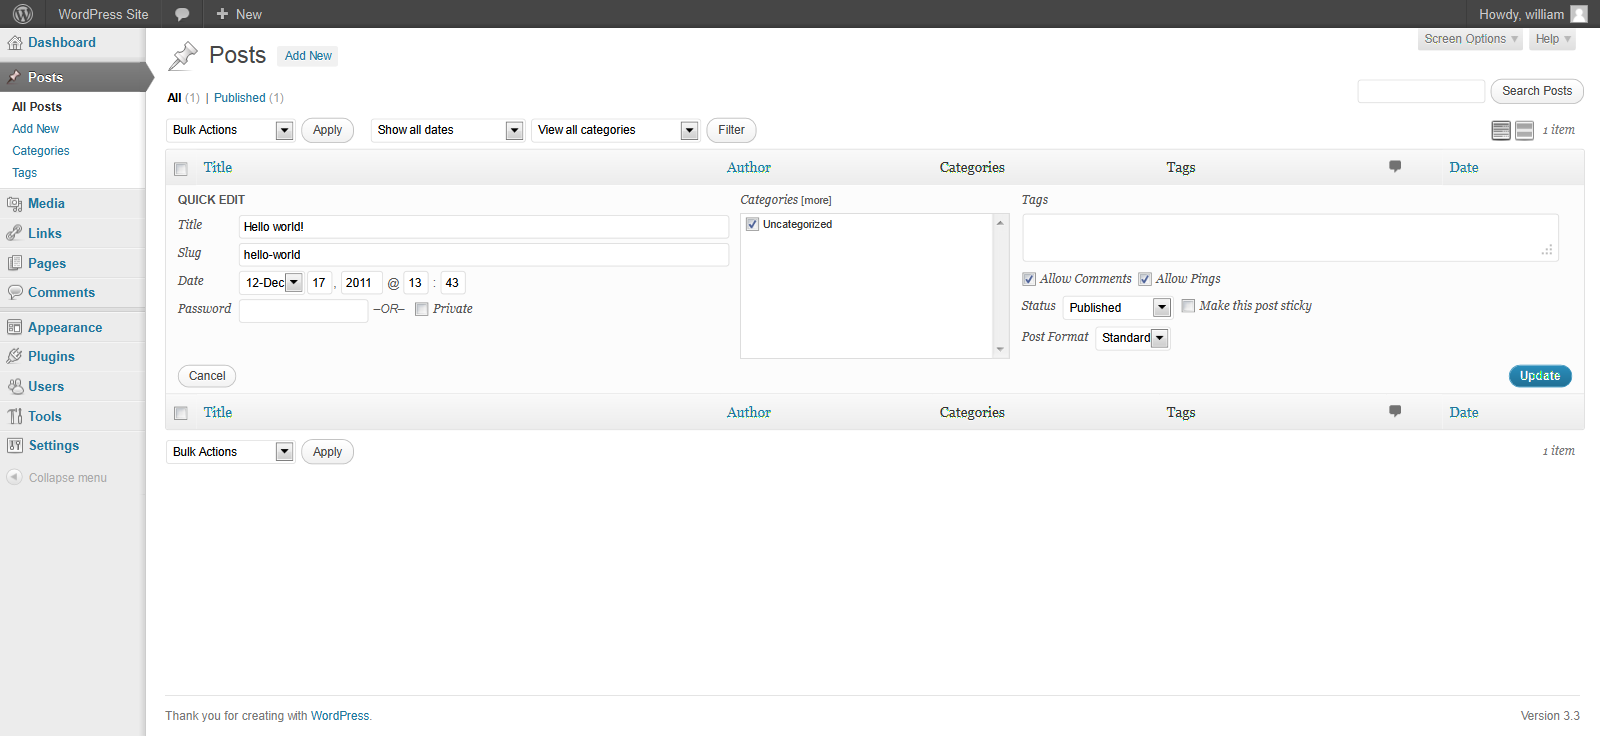 WordPress Site
New
Howdy, william
Dashboard
Posts
All Posts
Add New
Categories
Tags
Media
Links
Pages
Comments
Appearance
Plugins
Users
Tools
Settings
Collapse menu
Posts Add New
Screen Options Help
All (1) | Published (1)
Search Posts
Bulk Actions Apply Show all dates View all categories Filter 1 item
Title Author Categories Tags Date
QUICK EDIT
Title Hello world!
Slug hello-world
Date 12-Dec 17 , 2011 @ 13 : 43
Password –OR– Private
Categories [more]
Uncategorized
Tags
Allow Comments Allow Pings
Status Published Make this post sticky
Post Format Standard
Cancel Update
Title Author Categories Tags Date
Bulk Actions Apply 1 item
Thank you for creating with WordPress. Version 3.3